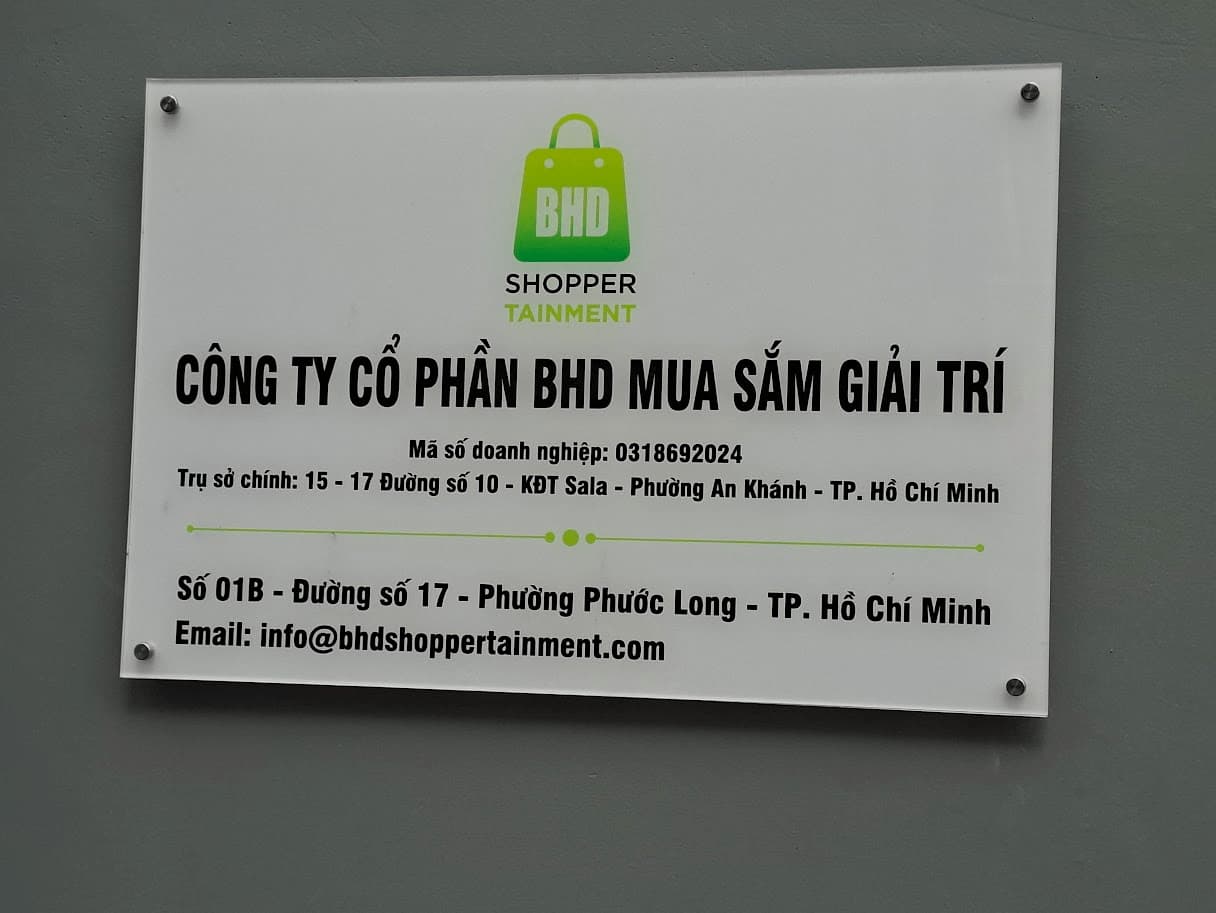 BHD
SHOPPER
TAINMENT
CÔNG TY CỔ PHẦN BHD MUA SẮM GIẢI TRÍ
Mã số doanh nghiệp: 0318692024
Trụ sở chính: 15 - 17 Đường số 10 - KĐT Sala - Phường An Khánh - TP. Hồ Chí Minh
Số 01B - Đường số 17 - Phường Phước Long - TP. Hồ Chí Minh
Email: info@bhdshoppertainment.com